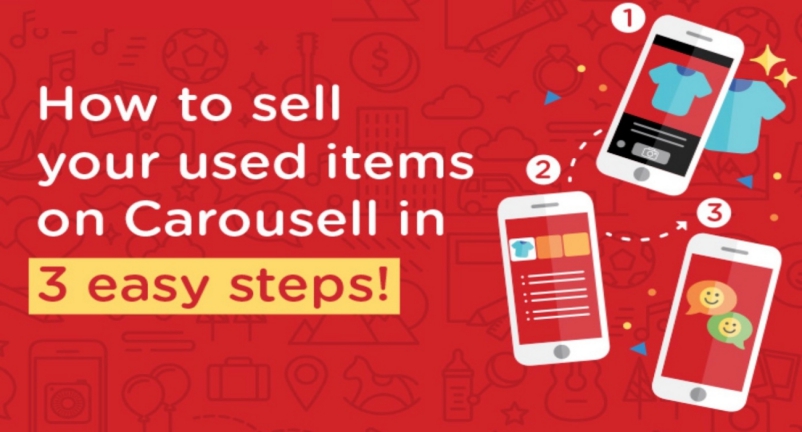 How to sell
your used items
on Carousell in
3 easy steps!
1
2
3